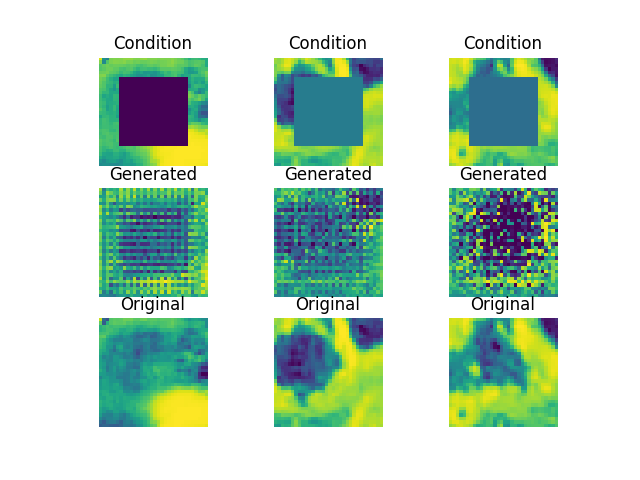 Condition Condition Condition
Generated Generated Generated
Original Original Original